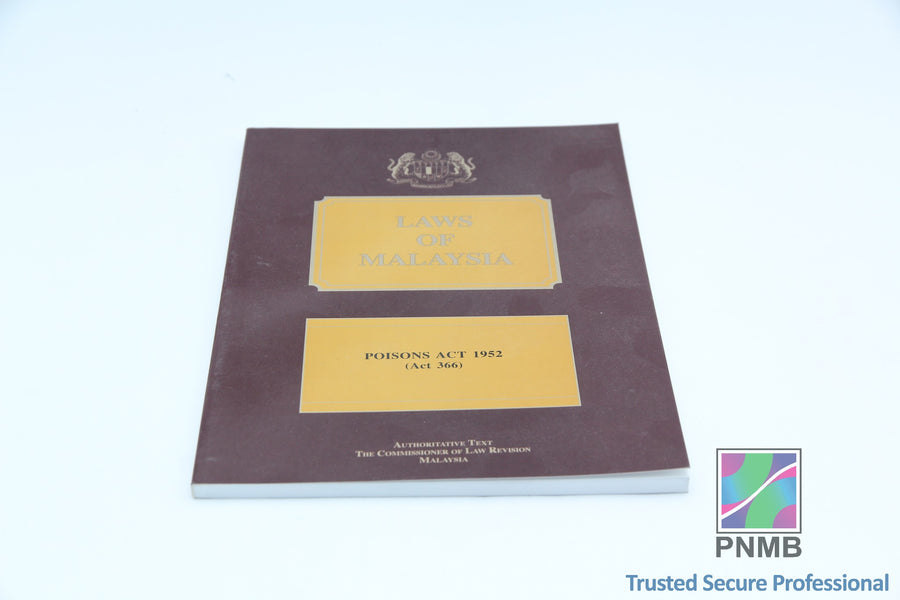 LAWS
OF
MALAYSIA
POISONS ACT 1952
(Act 366)
AUTHORITATIVE TEXT
THE COMMISSIONER OF LAW REVISION
MALAYSIA
PNMB
Trusted Secure Professional